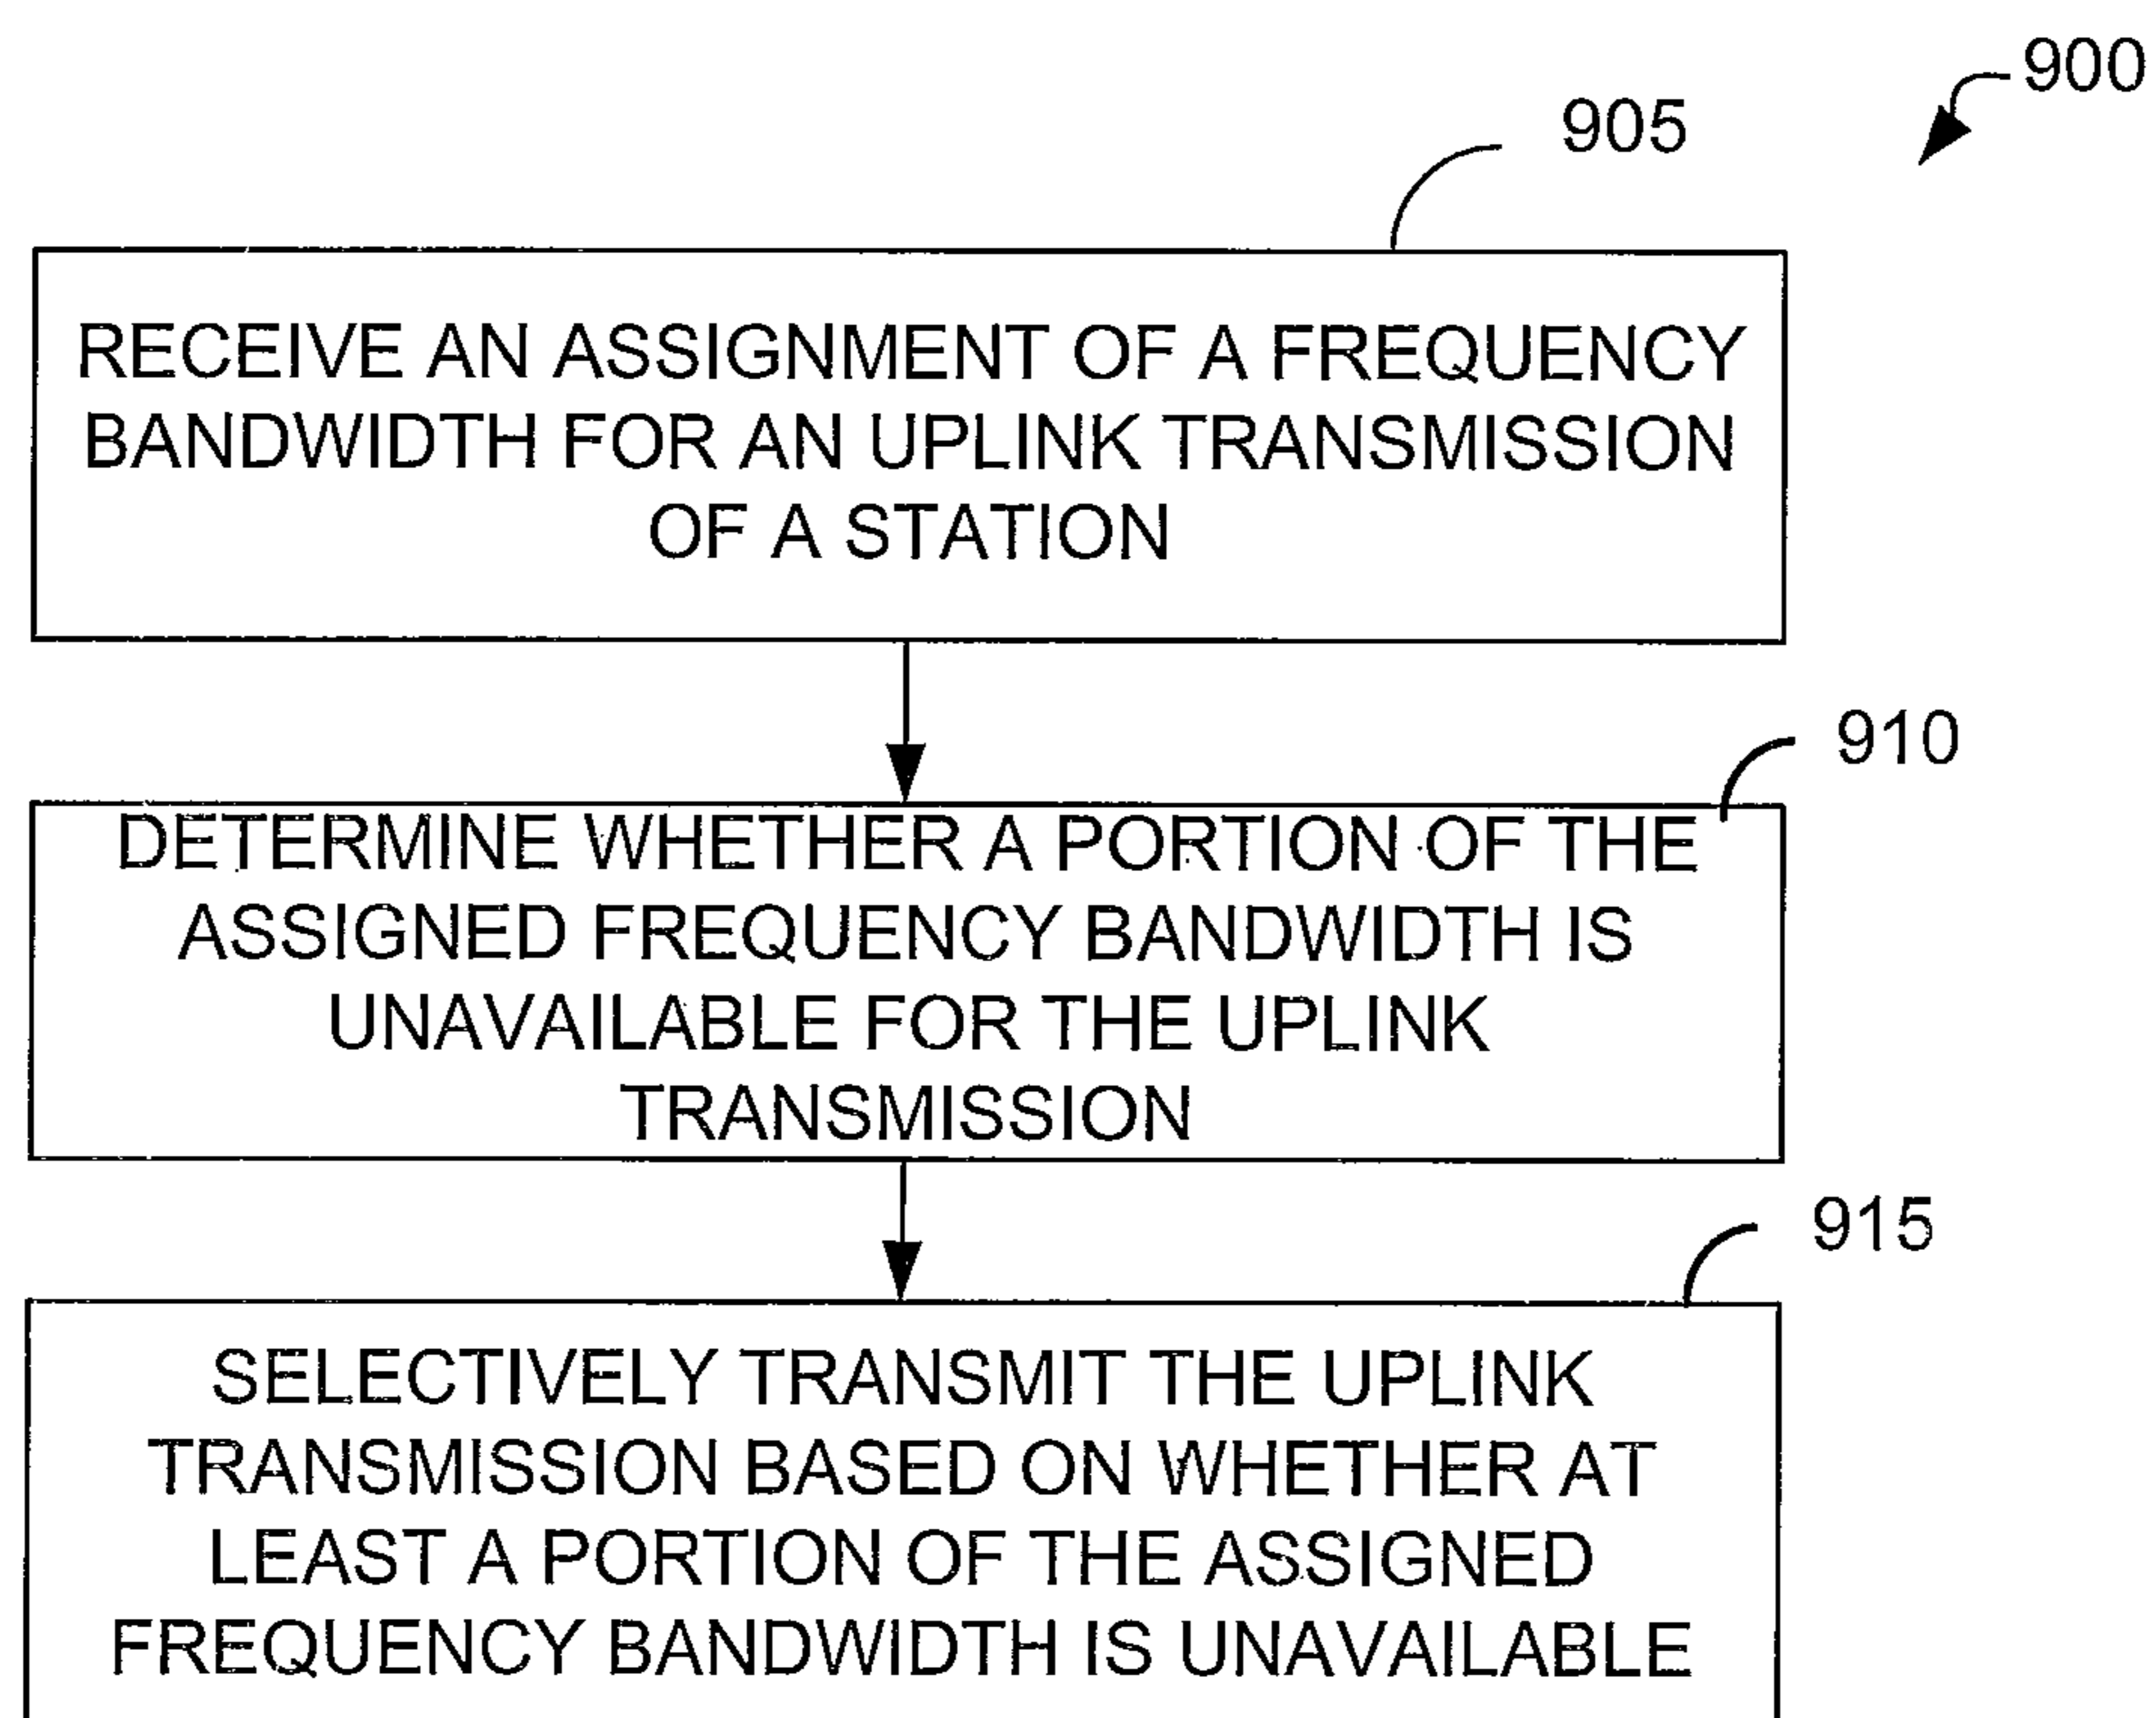 900
905
RECEIVE AN ASSIGNMENT OF A FREQUENCY
BANDWIDTH FOR AN UPLINK TRANSMISSION
OF A STATION
910
DETERMINE WHETHER A PORTION OF THE
ASSIGNED FREQUENCY BANDWIDTH IS
UNAVAILABLE FOR THE UPLINK
TRANSMISSION
915
SELECTIVELY TRANSMIT THE UPLINK
TRANSMISSION BASED ON WHETHER AT
LEAST A PORTION OF THE ASSIGNED
FREQUENCY BANDWIDTH IS UNAVAILABLE